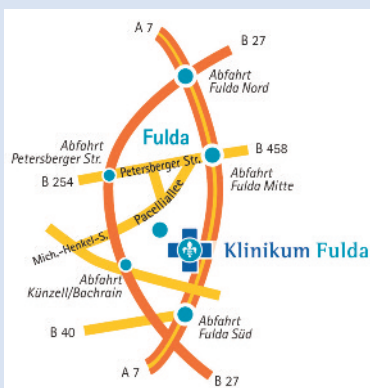 A 7
B 27
Abfahrt
Fulda Nord
Abfahrt
Petersberger Str.
Fulda
B 458
Petersberger Str.
Abfahrt
Fulda Mitte
B 254
Pacelliallee
Mich.-Henkel-S.
Klinikum Fulda
Abfahrt
Künzell/Bachrain
Abfahrt
Fulda Süd
B 40
A 7
B 27